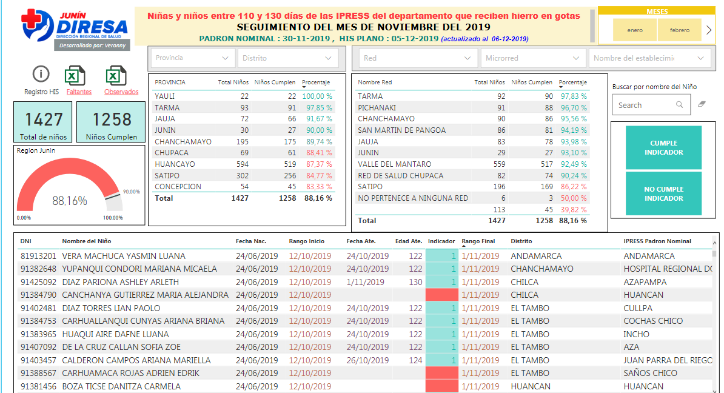 JUNÍN
DIRESA
DIRECCIÓN REGIONAL DE SALUD
Desarrollado por: veronny
Niñas y niños entre 110 y 130 días de las IPRESS del departamento que reciben hierro en gotas
SEGUIMIENTO DEL MES DE NOVIEMBRE DEL 2019
PADRON NOMINAL : 30-11-2019 , HIS PLANO : 05-12-2019 (actualizado al 06-12-2019)
MESES
enero febrero
Provincia Distrito Red Microrred Nombre del establecimi
Registro HIS Faltantes Observados
1427 1258
Total de niños Niños Cumplen
Region Junin
88.16%
90.00%
0.00% 100.00%
PROVINCIA Total Niños Niños Cumplen Porcentaje
YAULI 22 22 100,00 %
TARMA 93 91 97,85 %
JAUJA 72 66 91,67 %
JUNIN 30 27 90,00 %
CHANCHAMAYO 195 175 89,74 %
CHUPACA 69 61 88,41 %
HUANCAYO 594 519 87,37 %
SATIPO 302 256 84,77 %
CONCEPCION 54 45 83,33 %
Total 1427 1258 88,16 %
Nombre Red Total Niños Niños Cumplen Porcentaje
TARMA 92 90 97,83 %
PICHANAKI 91 88 96,70 %
CHANCHAMAYO 90 86 95,56 %
SAN MARTIN DE PANGOA 86 81 94,19 %
JAUJA 83 78 93,98 %
JUNIN 29 27 93,10 %
VALLE DEL MANTARO 559 517 92,49 %
RED DE SALUD CHUPACA 82 74 90,24 %
SATIPO 196 169 86,22 %
NO PERTENECE A NINGUNA RED 6 3 50,00 %
113 45 39,82 %
Total 1427 1258 88,16 %
Buscar por nombre del Niño
Search
CUMPLE
INDICADOR
NO CUMPLE
INDICADOR
DNI Nombre del Niño Fecha Nac. Rango Inicio Fecha Ate. Edad Ate. Indicador Rango Final Distrito IPRESS Padron Nominal
81913201 VERA MACHUCA YASMIN LUANA 24/06/2019 12/10/2019 24/10/2019 122 1 1/11/2019 ANDAMARCA ANDAMARCA
91382648 YUPANQUI CONDORI MARIANA MICAELA 24/06/2019 12/10/2019 24/10/2019 122 1 1/11/2019 CHANCHAMAYO HOSPITAL REGIONAL DO
91425092 DIAZ PARIONA ASHLEY ARLETH 24/06/2019 12/10/2019 1/11/2019 130 1 1/11/2019 CHILCA AZAPAMPA
91384790 CANCHANYA GUTIERREZ MARIA ALEJANDRA 24/06/2019 12/10/2019 1/11/2019 CHILCA HUANCAN
91402481 DIAZ TORRES LIAN PAOLO 24/06/2019 12/10/2019 24/10/2019 122 1 1/11/2019 EL TAMBO CULLPA
91384753 CARHUALLANQUI CUNYAS ARIANA BRIANA 24/06/2019 12/10/2019 24/10/2019 122 1 1/11/2019 EL TAMBO COCHAS CHICO
91383965 HUAQUI AIRE DAFNE LUANA 24/06/2019 12/10/2019 24/10/2019 122 1 1/11/2019 EL TAMBO INCHO
91407092 DE LA CRUZ CALLAN SOFIA ZOE 24/06/2019 12/10/2019 24/10/2019 122 1 1/11/2019 EL TAMBO AZA
91403457 CALDERON CAMPOS ARIANA MARIELLA 24/06/2019 12/10/2019 26/10/2019 124 1 1/11/2019 EL TAMBO JUAN PARRA DEL RIEGO
91388567 CARHUAMACA ROJAS ADRIEN EDRIK 24/06/2019 12/10/2019 1/11/2019 EL TAMBO SAÑOS CHICO
91381456 BOZA TICSE DANITZA CARMELA 24/06/2019 12/10/2019 1/11/2019 HUANCAN HUANCAN